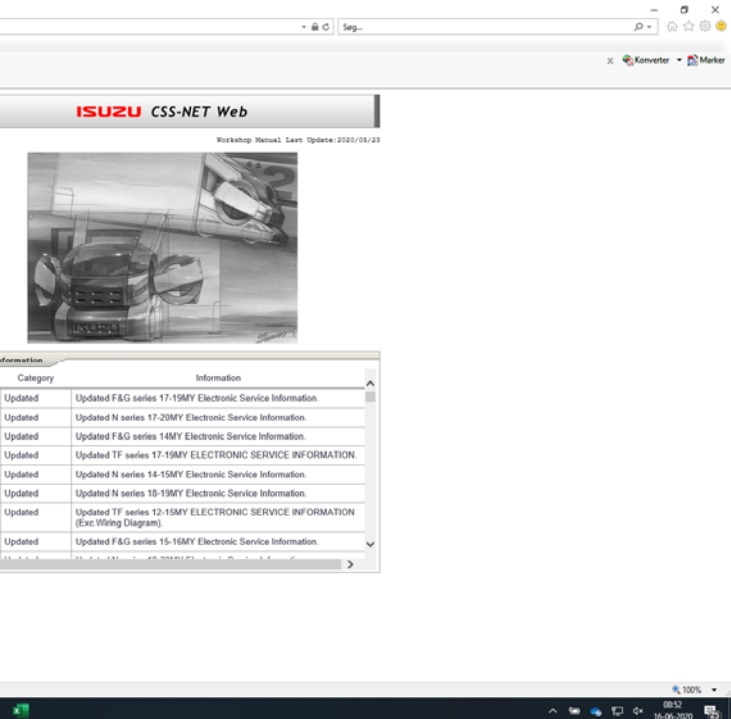 Søg...
x Konverter Marker
ISUZU CSS-NET Web
Workshop Manual Last Update:2020/05/23
ISUZU
nformation
Category Information
Updated Updated F&G series 17-19MY Electronic Service Information.
Updated Updated N series 17-20MY Electronic Service Information.
Updated Updated F&G series 14MY Electronic Service Information.
Updated Updated TF series 17-19MY ELECTRONIC SERVICE INFORMATION.
Updated Updated N series 14-15MY Electronic Service Information.
Updated Updated N series 18-19MY Electronic Service Information.
Updated Updated TF series 12-15MY ELECTRONIC SERVICE INFORMATION
(Exc.Wiring Diagram).
Updated Updated F&G series 15-16MY Electronic Service Information.
100%
08:52
16-06-2020